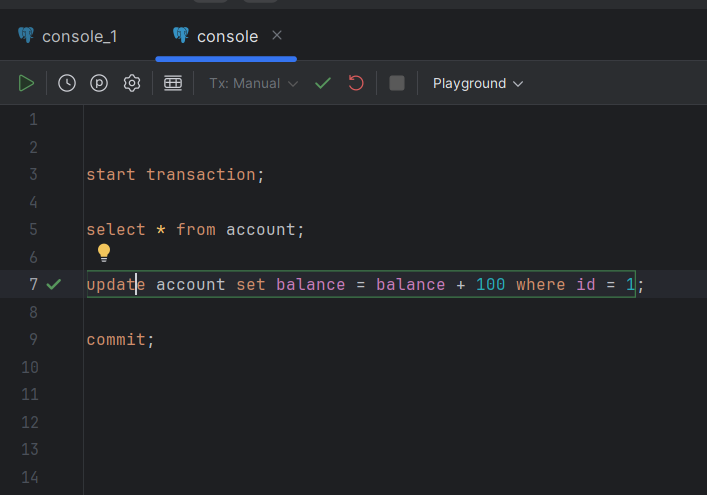 console_1
console
Tx: Manual
Playground
1
2
3 start transaction;
4
5 select * from account;
6
7 update account set balance = balance + 100 where id = 1;
8
9 commit;
10
11
12
13
14